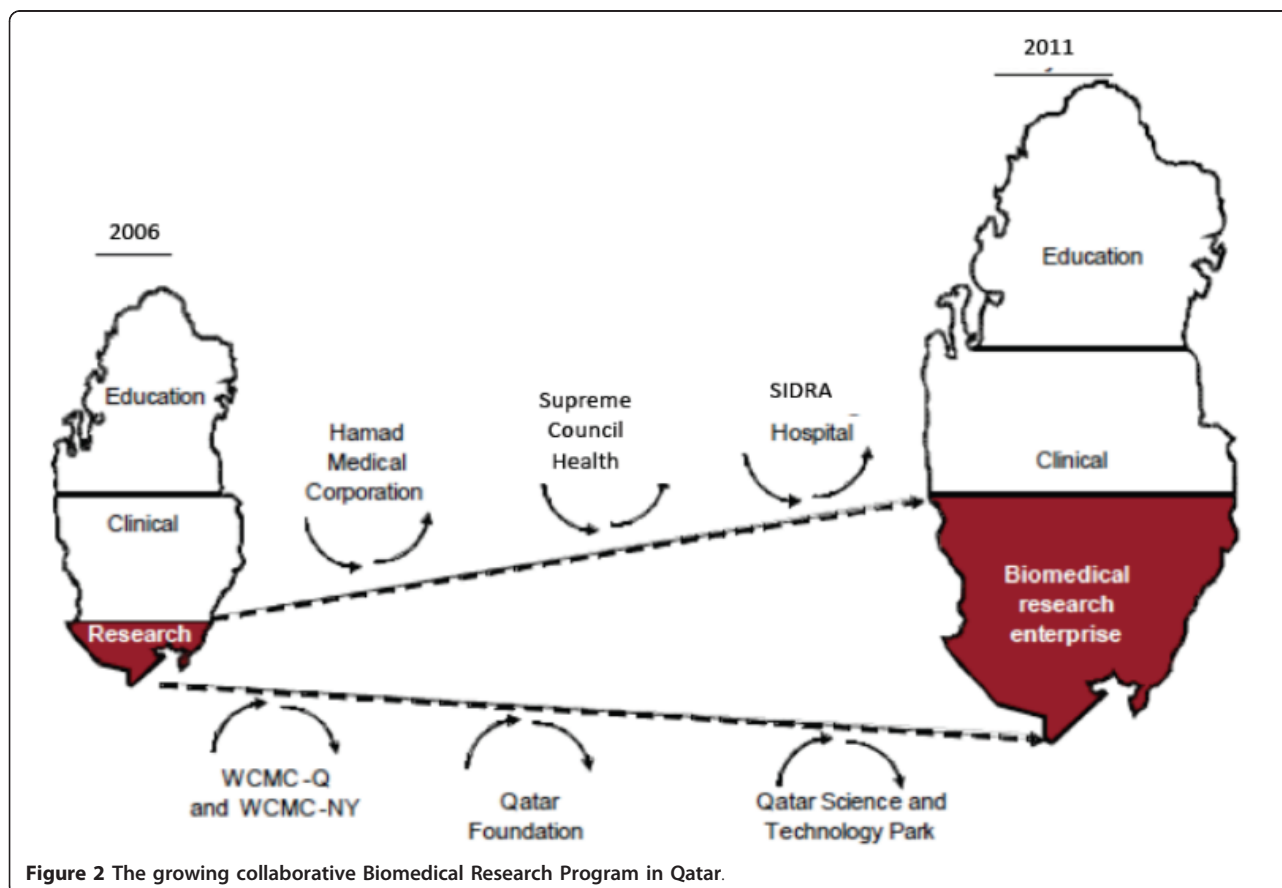 2011
2006
Education
Education
Supreme
Council
Health
SIDRA
Hospital
Hamad
Medical
Corporation
Clinical
Clinical
Research
Biomedical
research
enterprise
WCMC-Q
and WCMC-NY
Qatar
Foundation
Qatar Science and
Technology Park
Figure 2 The growing collaborative Biomedical Research Program in Qatar.